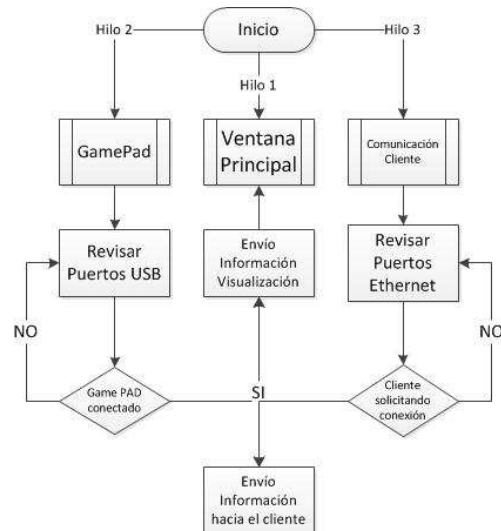 Inicio
Hilo 2
Hilo 1
Hilo 3
GamePad
Ventana
Principal
Comunicación
Cliente
Revisar
Puertos USB
Envío
Información
Visualización
Revisar
Puertos
Ethernet
NO
NO
Game PAD
conectado
SI
Cliente
solicitando
conexión
Envío
Información
hacia el cliente